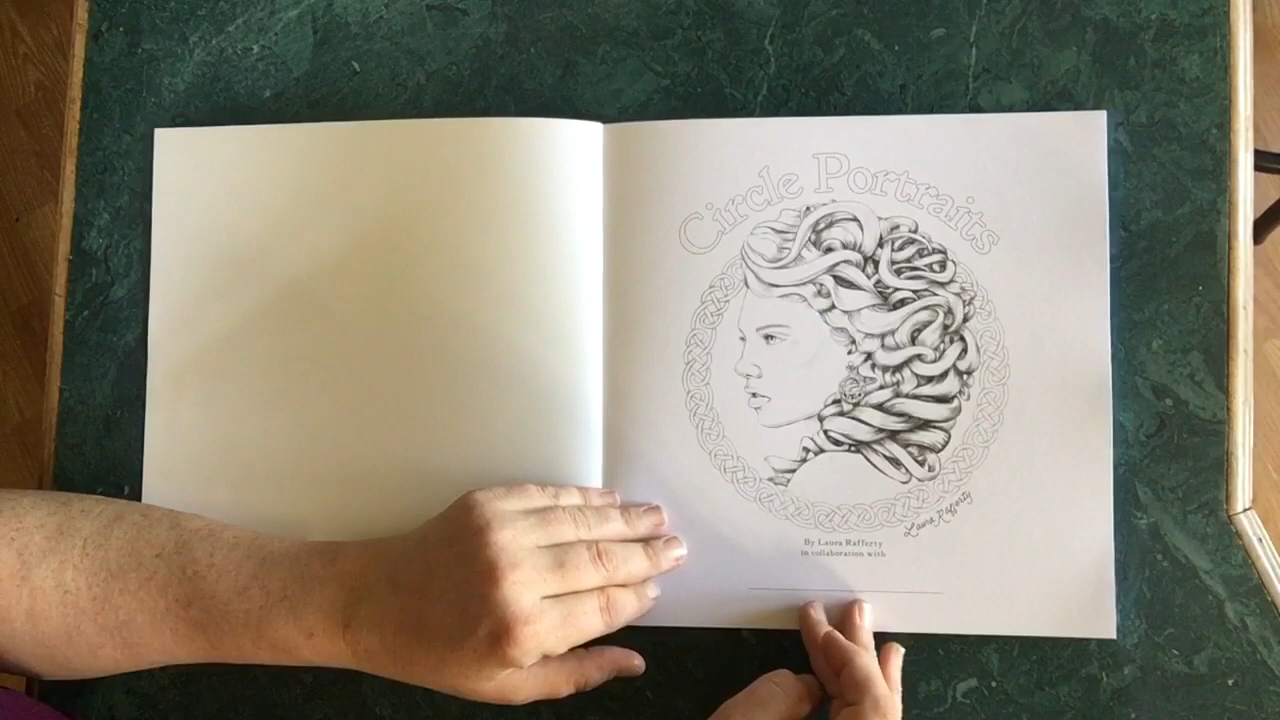 Circle Portraits
Laura Rafferty
By Laura Rafferty
in collaboration with